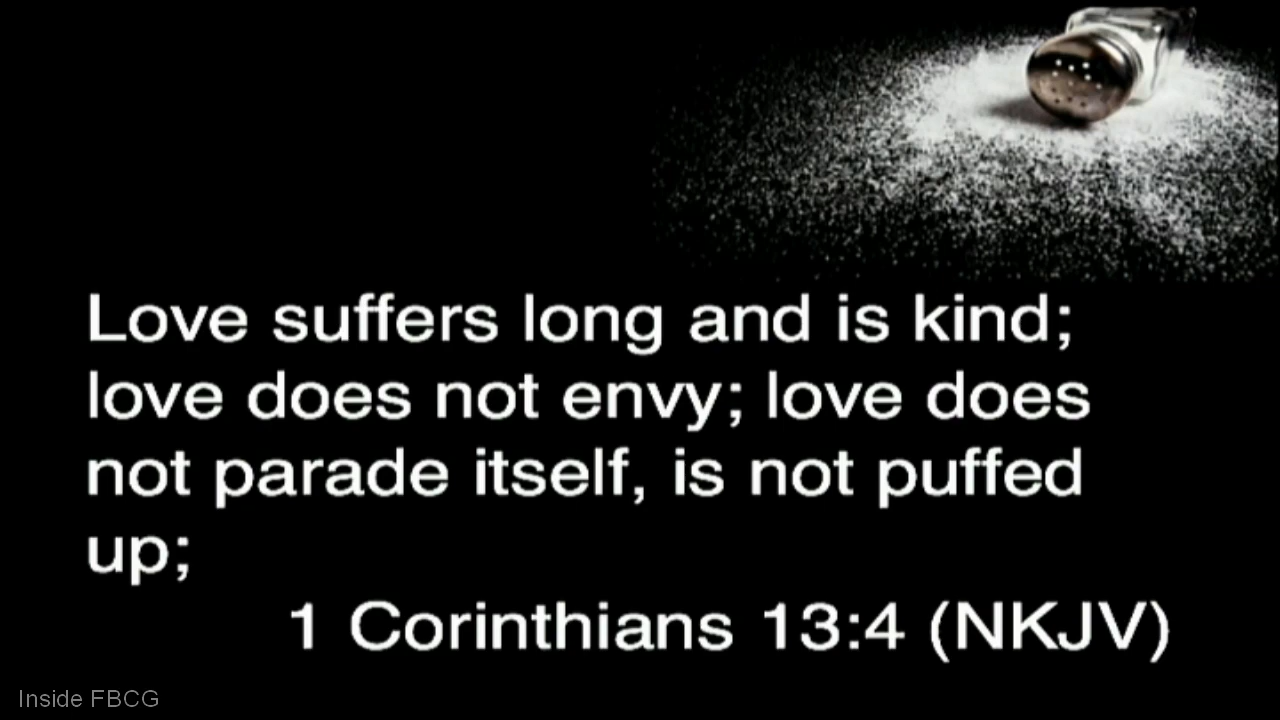 Love suffers long and is kind;
love does not envy; love does
not parade itself, is not puffed
up;
1 Corinthians 13:4 (NKJV)
Inside FBCG